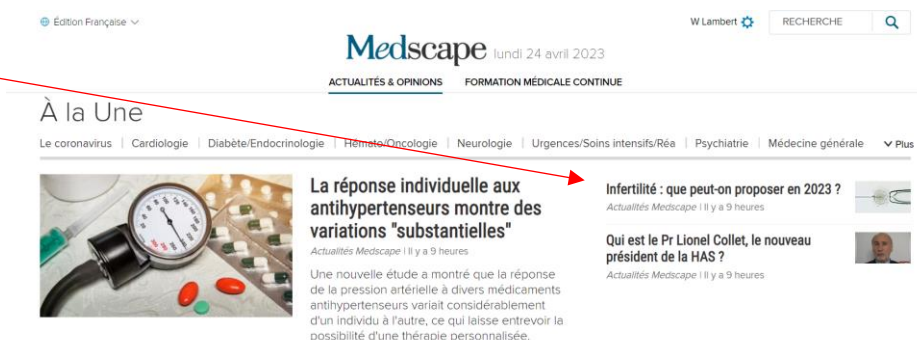 Édition Française
W Lambert
RECHERCHE
Medscape lundi 24 avril 2023
ACTUALITÉS & OPINIONS FORMATION MÉDICALE CONTINUE
À la Une
Le coronavirus | Cardiologie | Diabète/Endocrinologie | Hémato/Oncologie | Neurologie | Urgences/Soins intensifs/Réa | Psychiatrie | Médecine générale Plus
La réponse individuelle aux
antihypertenseurs montre des
variations "substantielles"
Actualités Medscape | Il y a 9 heures
Une nouvelle étude a montré que la réponse
de la pression artérielle à divers médicaments
antihypertenseurs variait considérablement
d'un individu à l'autre, ce qui laisse entrevoir la
possibilité d'une thérapie personnalisée.
Infertilité : que peut-on proposer en 2023 ?
Actualités Medscape | Il y a 9 heures
Qui est le Pr Lionel Collet, le nouveau
président de la HAS ?
Actualités Medscape | Il y a 9 heures